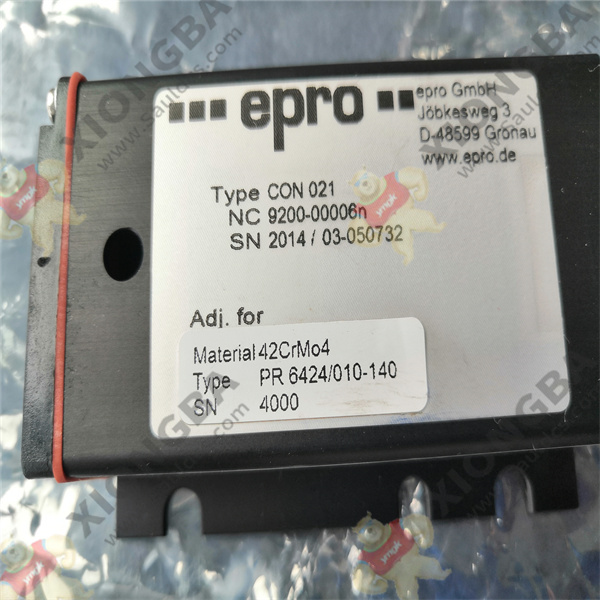 epro
epro GmbH
Jöbkesweg 3
D-48599 Gronau
www.epro.de
Type CON 021
NC 9200-00006n
SN 2014 / 03-050732
Adj. for
Material 42CrMo4
Type PR 6424/010-140
SN 4000
XIONGBA